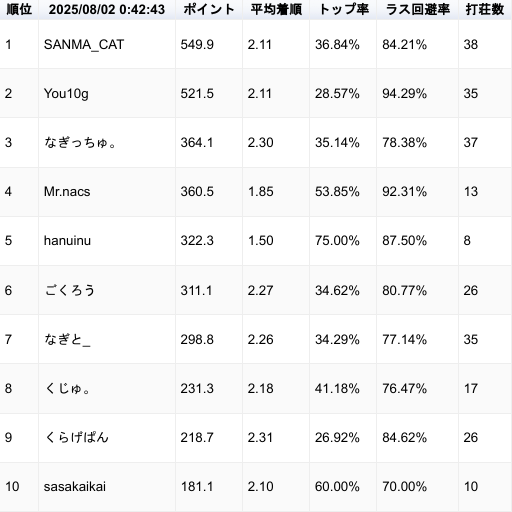 順位 2025/08/02 0:42:43 ポイント 平均着順 トップ率 ラス回避率 打荘数
1 SANMA_CAT 549.9 2.11 36.84% 84.21% 38
2 You10g 521.5 2.11 28.57% 94.29% 35
3 なぎっちゅ。 364.1 2.30 35.14% 78.38% 37
4 Mr.nacs 360.5 1.85 53.85% 92.31% 13
5 hanuinu 322.3 1.50 75.00% 87.50% 8
6 ごくろう 311.1 2.27 34.62% 80.77% 26
7 なぎと_ 298.8 2.26 34.29% 77.14% 35
8 くじゅ。 231.3 2.18 41.18% 76.47% 17
9 くらげぱん 218.7 2.31 26.92% 84.62% 26
10 sasakaikai 181.1 2.10 60.00% 70.00% 10